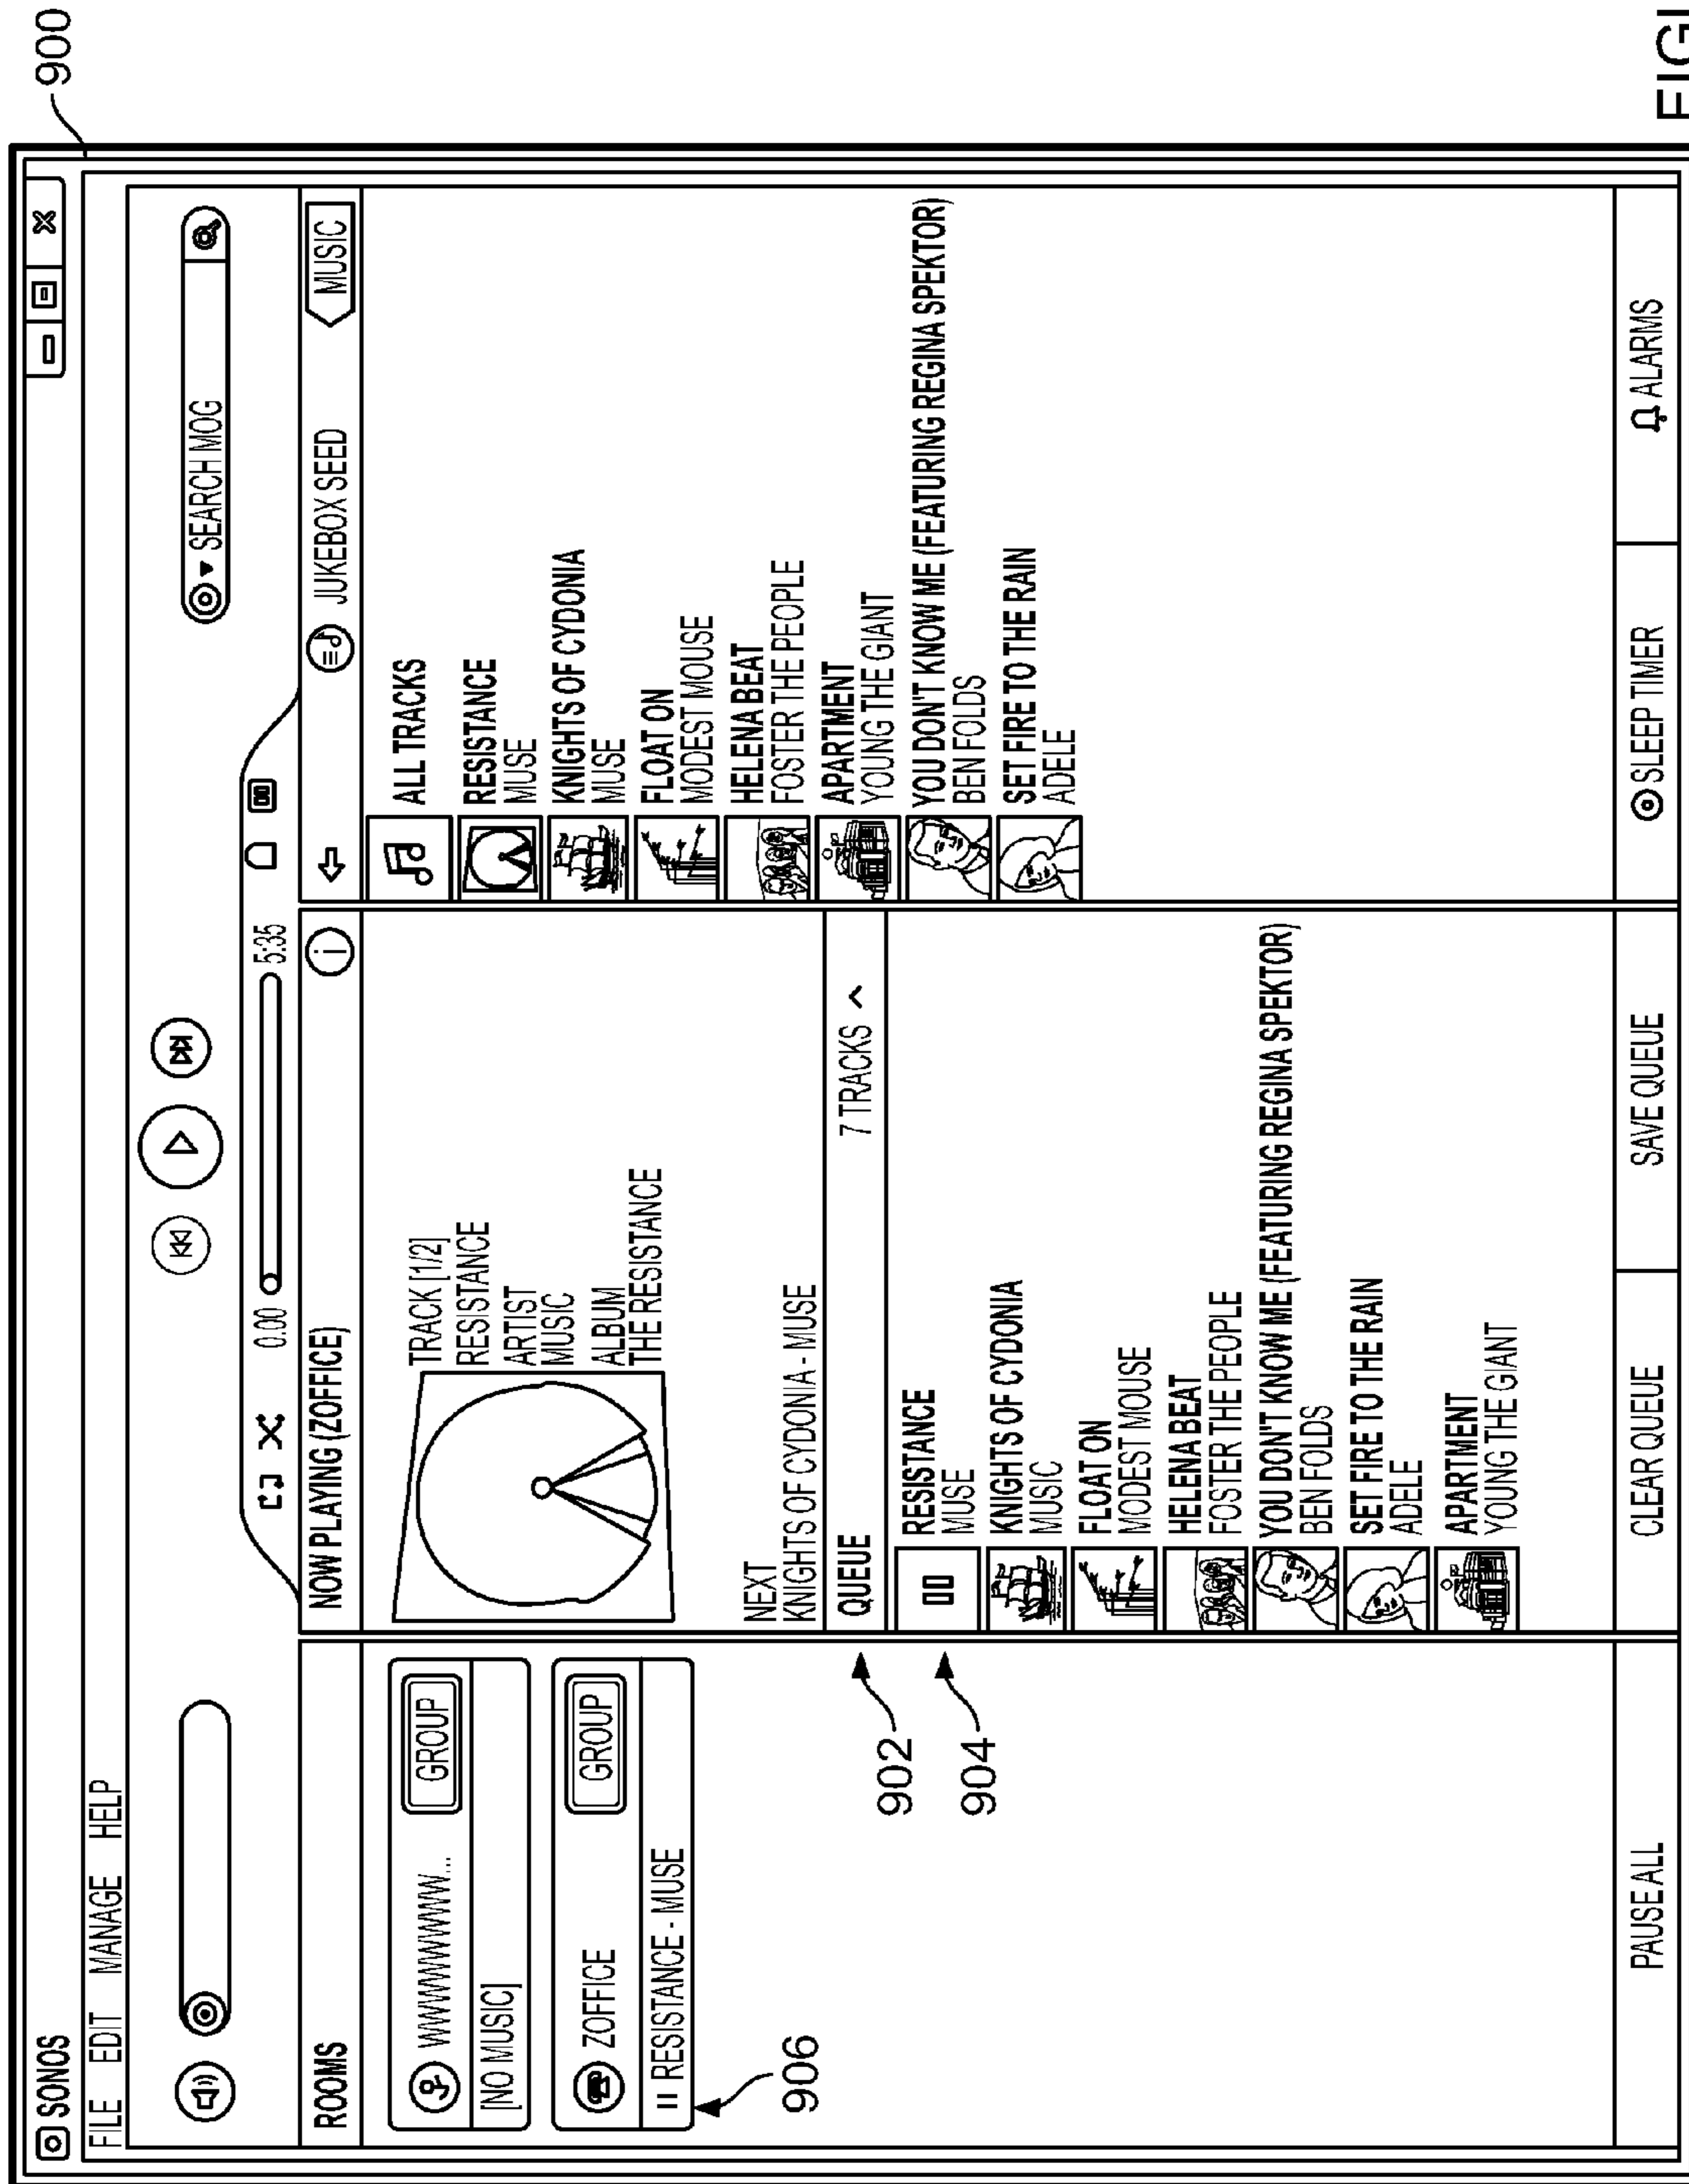 900
SONOS
FILE EDIT MANAGE HELP
SEARCH MOG
0.00 5:35
ROOMS
WWWWWWW...
GROUP
[NO MUSIC]
ZOFFICE
GROUP
RESISTANCE - MUSE
906
902
904
PAUSE ALL
NOW PLAYING (ZOFFICE)
i
TRACK [1/2]
RESISTANCE
ARTIST
MUSIC
ALBUM
THE RESISTANCE
NEXT
KNIGHTS OF CYDONIA - MUSE
QUEUE 7 TRACKS
RESISTANCE
MUSE
KNIGHTS OF CYDONIA
MUSIC
FLOAT ON
MODEST MOUSE
HELENA BEAT
FOSTER THE PEOPLE
YOU DON'T KNOW ME (FEATURING REGINA SPEKTOR)
BEN FOLDS
SET FIRE TO THE RAIN
ADELE
APARTMENT
YOUNG THE GIANT
CLEAR QUEUE
SAVE QUEUE
JUKEBOX SEED
MUSIC
ALL TRACKS
RESISTANCE
MUSE
KNIGHTS OF CYDONIA
MUSE
FLOAT ON
MODEST MOUSE
HELENA BEAT
FOSTER THE PEOPLE
APARTMENT
YOUNG THE GIANT
YOU DON'T KNOW ME (FEATURING REGINA SPEKTOR)
BEN FOLDS
SET FIRE TO THE RAIN
ADELE
SLEEP TIMER
ALARMS